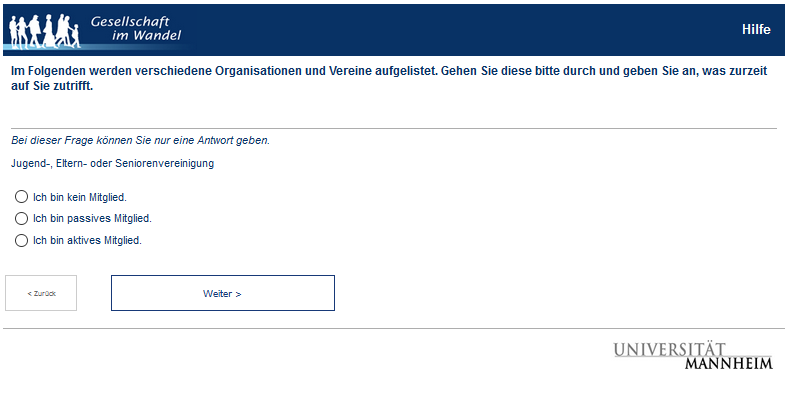 Gesellschaft
im Wandel
Hilfe
Im Folgenden werden verschiedene Organisationen und Vereine aufgelistet. Gehen Sie diese bitte durch und geben Sie an, was zurzeit
auf Sie zutrifft.
Bei dieser Frage können Sie nur eine Antwort geben.
Jugend-, Eltern- oder Seniorenvereinigung
Ich bin kein Mitglied.
Ich bin passives Mitglied.
Ich bin aktives Mitglied.
< Zurück
Weiter >
UNIVERSITÄT
MANNHEIM